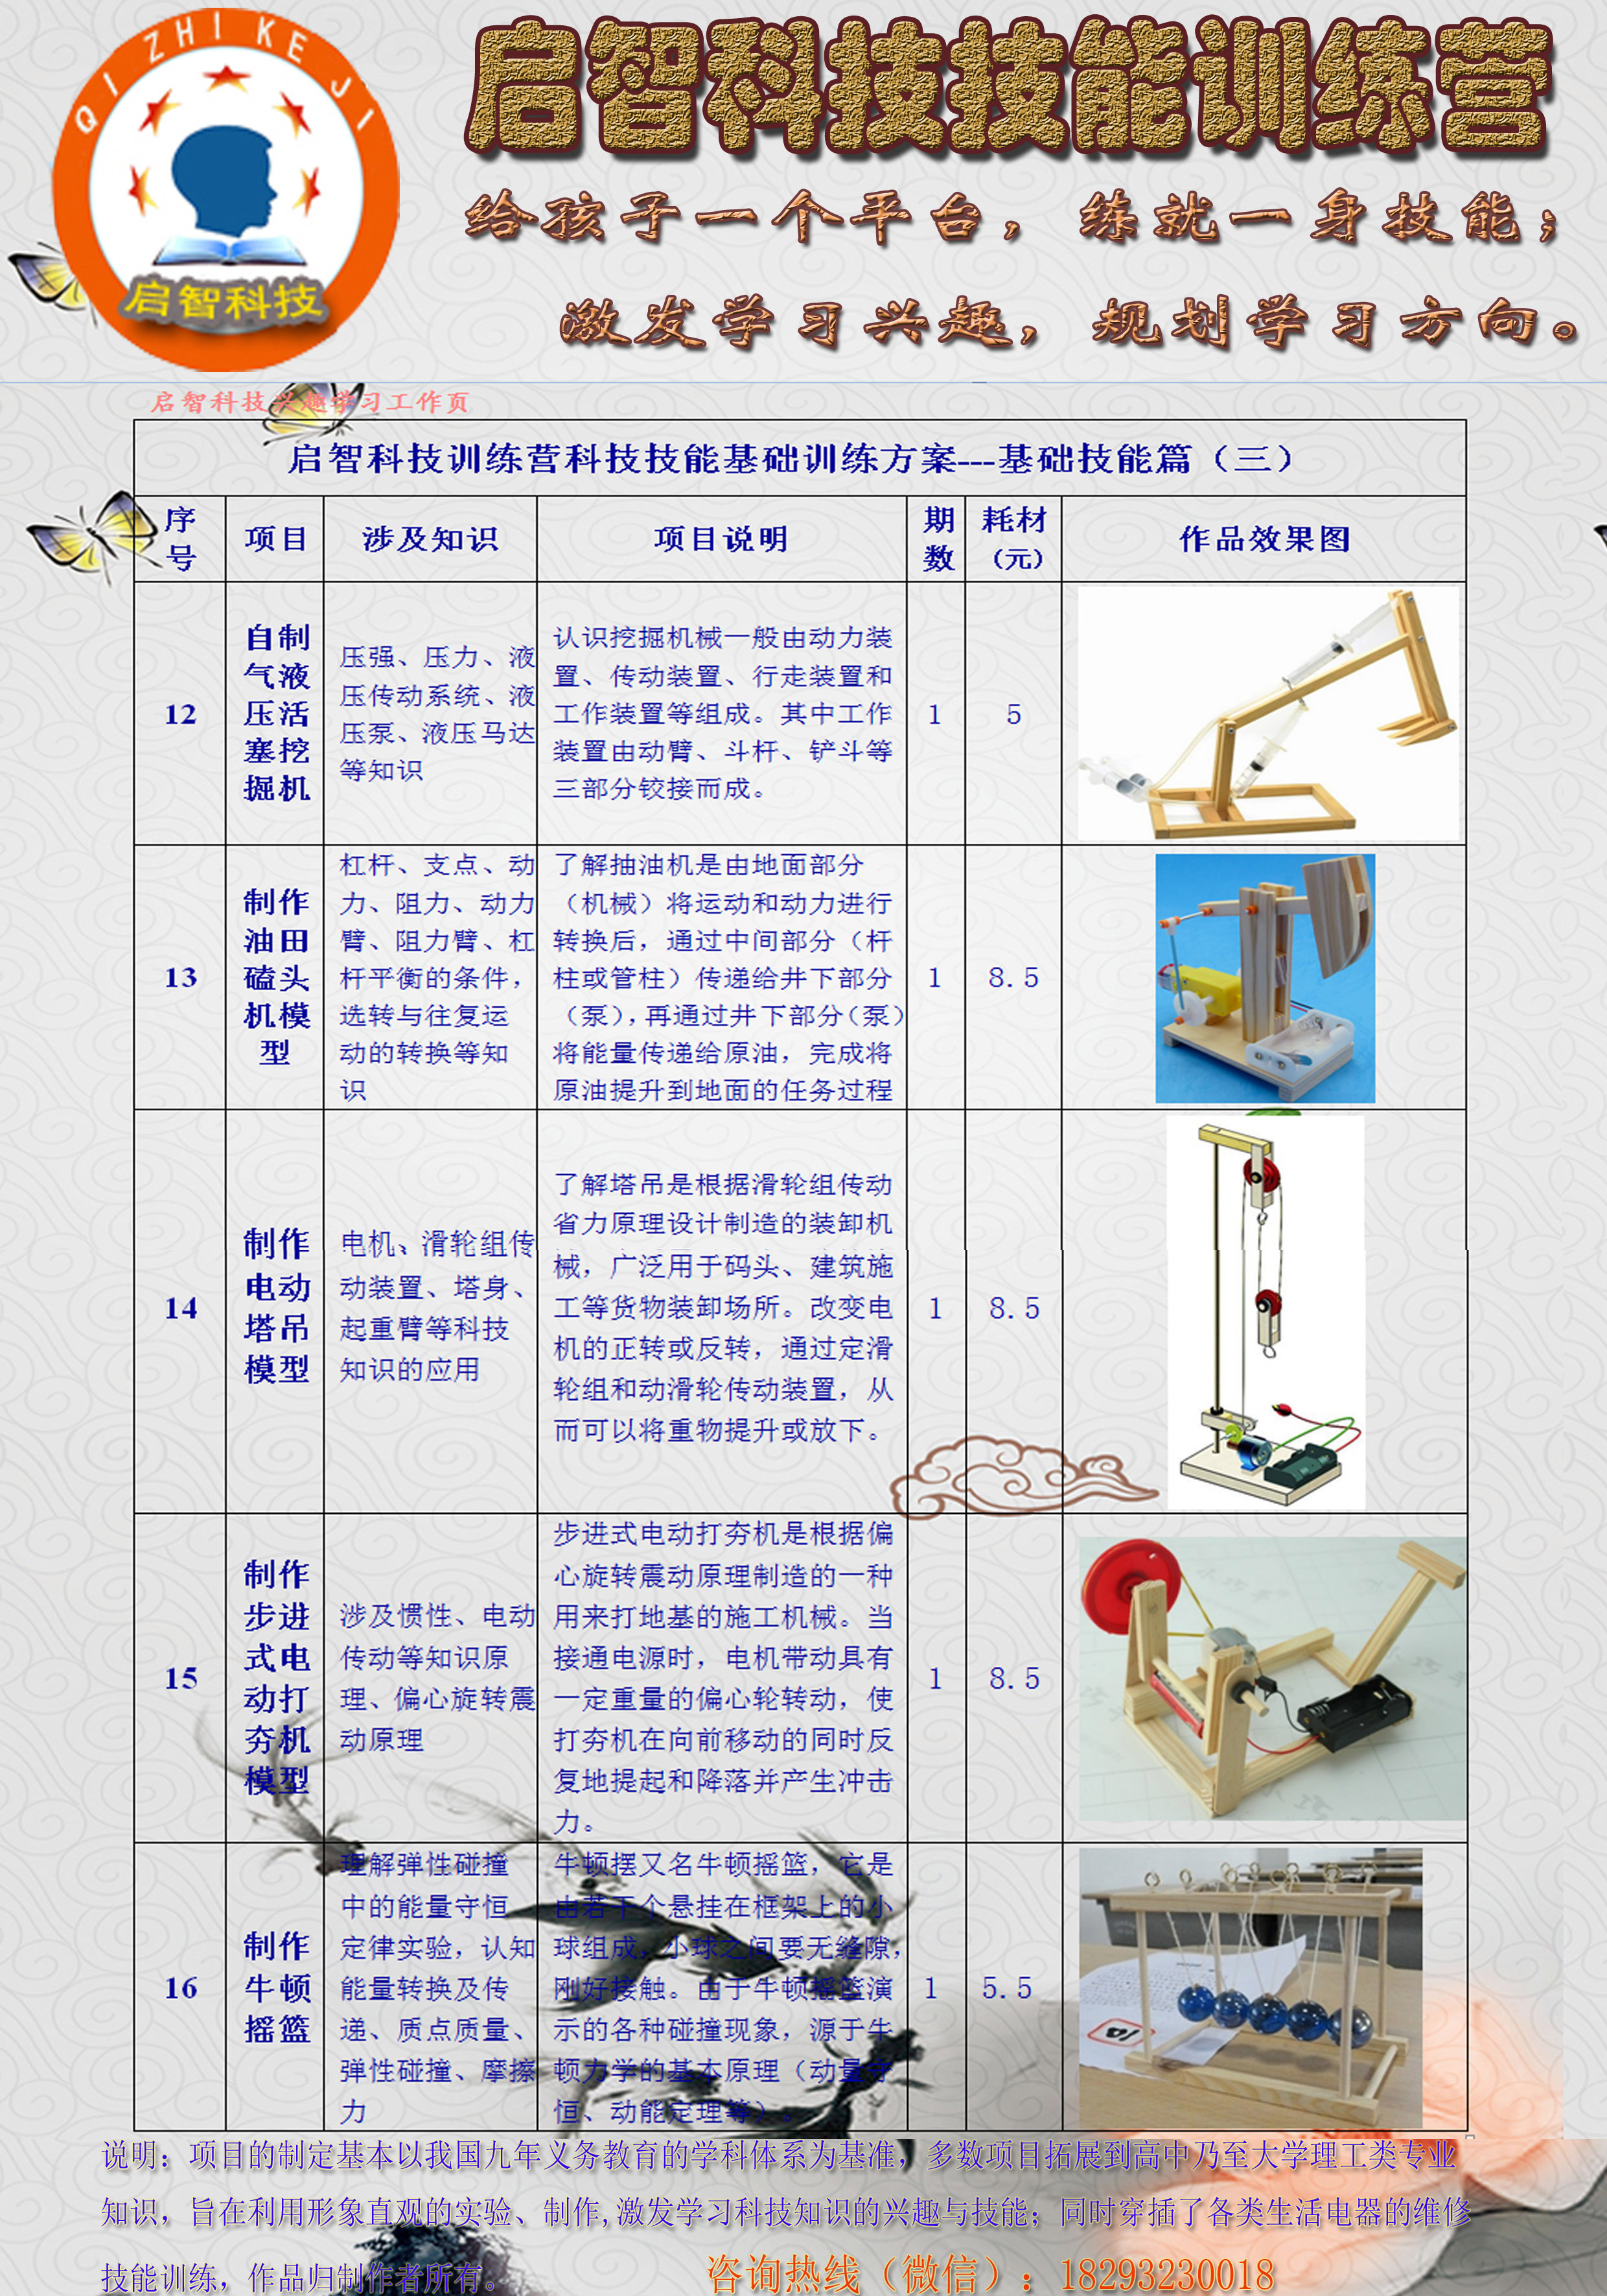 QI ZHI KE JI
启智科技
启智科技技能训练营
给孩子一个平台，练就一身技能；
激发学习兴趣，规划学习方向。
启智科技兴趣学习工作页
启智科技训练营科技技能基础训练方案---基础技能篇（三）
序号 项目 涉及知识 项目说明 期数 耗材（元） 作品效果图
12
自制
气液
压活
塞挖
掘机
压强、压力、液
压传动系统、液
压泵、液压马达
等知识
认识挖掘机械一般由动力装
置、传动装置、行走装置和
工作装置等组成。其中工作
装置由动臂、斗杆、铲斗等
三部分铰接而成。
1
5
13
制作
油田
磕头
机模
型
杠杆、支点、动
力、阻力、动力
臂、阻力臂、杠
杆平衡的条件，
选转与往复运
动的转换等知
识
了解抽油机是由地面部分
（机械）将运动和动力进行
转换后，通过中间部分（杆
柱或管柱）传递给井下部分
（泵），再通过井下部分（泵）
将能量传递给原油，完成将
原油提升到地面的任务过程
1
8.5
14
制作
电动
塔吊
模型
电机、滑轮组传
动装置、塔身、
起重臂等科技
知识的应用
了解塔吊是根据滑轮组传动
省力原理设计制造的装卸机
械，广泛用于码头、建筑施
工等货物装卸场所。改变电
机的正转或反转，通过定滑
轮组和动滑轮传动装置，从
而可以将重物提升或放下。
1
8.5
15
制作
步进
式电
动打
夯机
模型
涉及惯性、电动
传动等知识原
理、偏心旋转震
动原理
步进式电动打夯机是根据偏
心旋转震动原理制造的一种
用来打地基的施工机械。当
接通电源时，电机带动具有
一定重量的偏心轮转动，使
打夯机在向前移动的同时反
复地提起和降落并产生冲击
力。
1
8.5
16
制作
牛顿
摇篮
理解弹性碰撞
中的能量守恒
定律实验，认知
能量转换及传
递、质点质量、
弹性碰撞、摩擦
力
牛顿摆又名牛顿摇篮，它是
由若干个悬挂在框架上的小
球组成，小球之间要无缝隙，
刚好接触。由于牛顿摇篮演
示的各种碰撞现象，源于牛
顿力学的基本原理（动量守
恒、动能定理等）。
1
5.5
说明：项目的制定基本以我国九年义务教育的学科体系为基准，多数项目拓展到高中乃至大学理工类专业
知识，旨在利用形象直观的实验、制作,激发学习科技知识的兴趣与技能；同时穿插了各类生活电器的维修
技能训练，作品归制作者所有。
咨询热线（微信）：18293230018